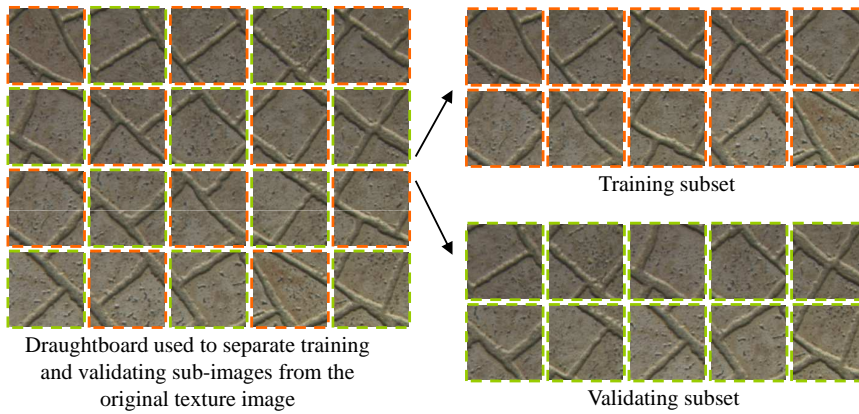 Training subset
Draughtboard used to separate training
and validating sub-images from the
original texture image
Validating subset